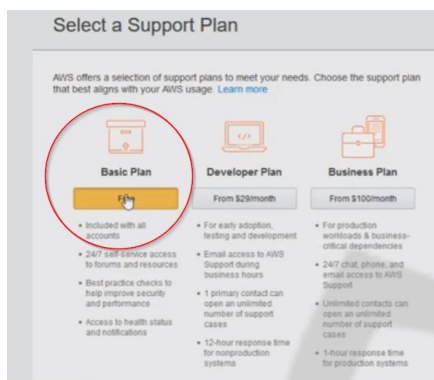 Select a Support Plan
AWS offers a selection of support plans to meet your needs. Choose the support plan
that best aligns with your AWS usage. Learn more
Basic Plan
Free
• Included with all
accounts
• 24/7 self-service access
to forums and resources
• Best practice checks to
help improve security
and performance
• Access to health status
and notifications
Developer Plan
From $29/month
• For early adoption,
testing and development
• Email access to AWS
Support during
business hours
• 1 primary contact can
open an unlimited
number of support
cases
• 12-hour response time
for nonproduction
systems
Business Plan
From $100/month
• For production
workloads & business-
critical dependencies
• 24/7 chat, phone, and
email access to AWS
Support
• Unlimited contacts can
open an unlimited
number of support
cases
• 1-hour response time
for production systems